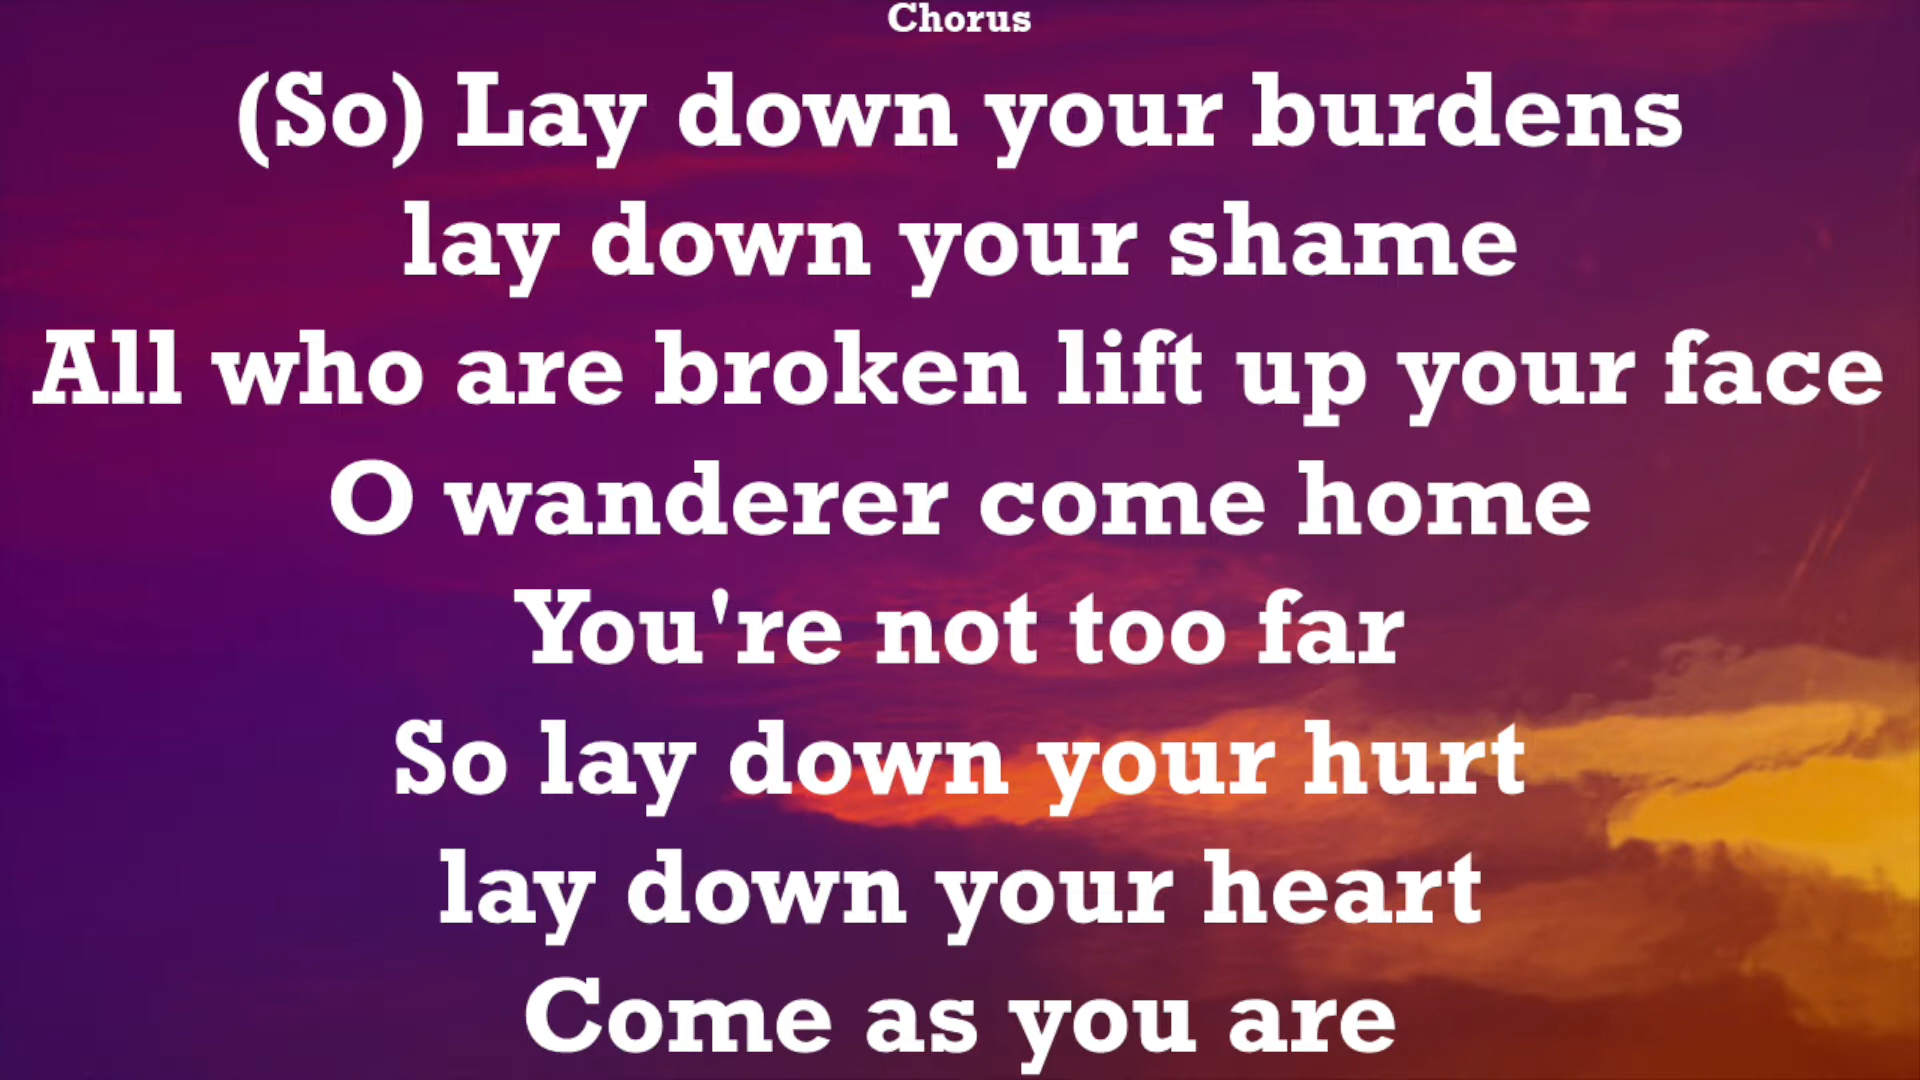 Chorus
(So) Lay down your burdens
lay down your shame
All who are broken lift up your face
O wanderer come home
You're not too far
So lay down your hurt
lay down your heart
Come as you are